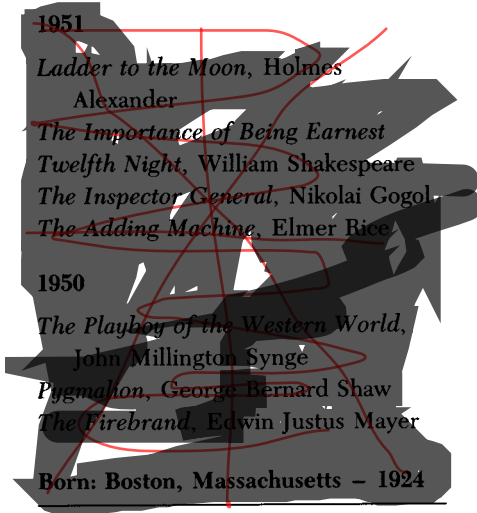 1951
Ladder to the Moon, Holmes
Alexander
The Importance of Being Earnest
Twelfth Night, William Shakespeare
The Inspector General, Nikolai Gogol
The Adding Machine, Elmer Rice
1950
The Playboy of the Western World,
John Millington Synge
Pygmalion, George Bernard Shaw
The Firebrand, Edwin Justus Mayer
Born: Boston, Massachusetts – 1924